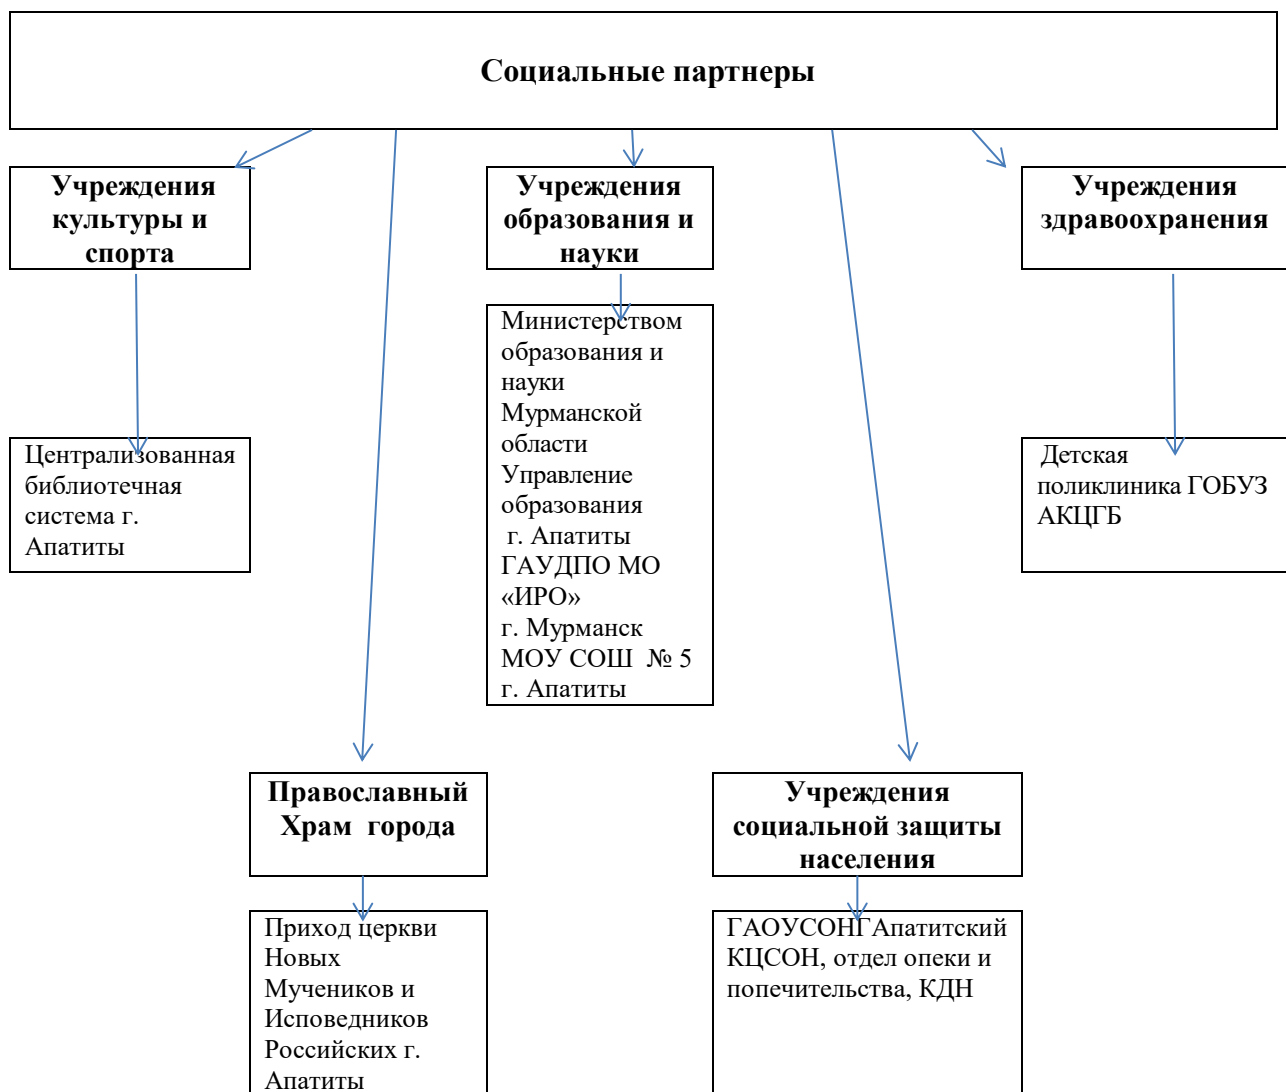 Социальные партнеры
Учреждения
культуры и
спорта
Учреждения
образования и
науки
Учреждения
здравоохранения
Централизованная
библиотечная
система г.
Апатиты
Министерством
образования и
науки
Мурманской
области
Управление
образования
г. Апатиты
ГАУДПО МО
«ИРО»
г. Мурманск
МОУ СОШ № 5
г. Апатиты
Детская
поликлиника ГОБУЗ
АКЦГБ
Православный
Храм города
Учреждения
социальной защиты
населения
Приход церкви
Новых
Мучеников и
Исповедников
Российских г.
Апатиты
ГАОУСОНГАпатитский
КЦСОН, отдел опеки и
попечительства, КДН